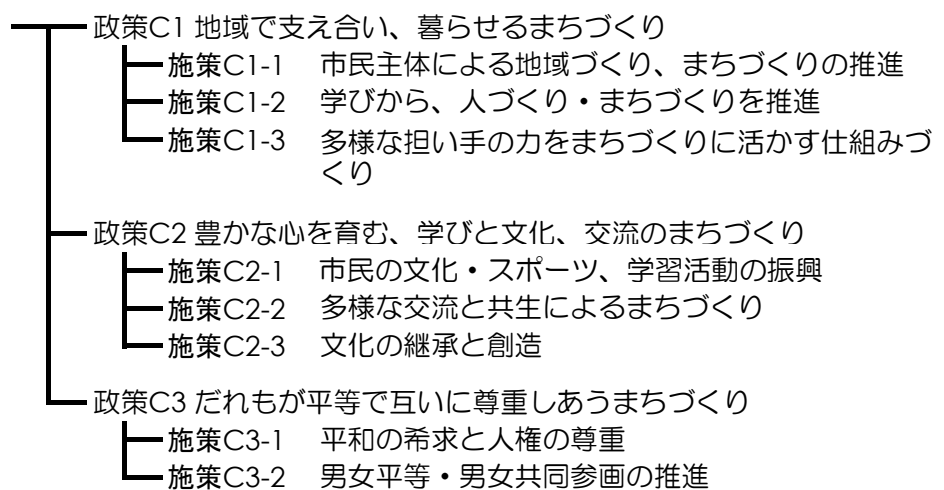 政策C1 地域で支え合い、暮らせるまちづくり
施策C1-1 市民主体による地域づくり、まちづくりの推進
施策C1-2 学びから、人づくり・まちづくりを推進
施策C1-3 多様な担い手の力をまちづくりに活かす仕組みづ
くり
政策C2 豊かな心を育む、学びと文化、交流のまちづくり
施策C2-1 市民の文化・スポーツ、学習活動の振興
施策C2-2 多様な交流と共生によるまちづくり
施策C2-3 文化の継承と創造
政策C3 だれもが平等で互いに尊重しあうまちづくり
施策C3-1 平和の希求と人権の尊重
施策C3-2 男女平等・男女共同参画の推進